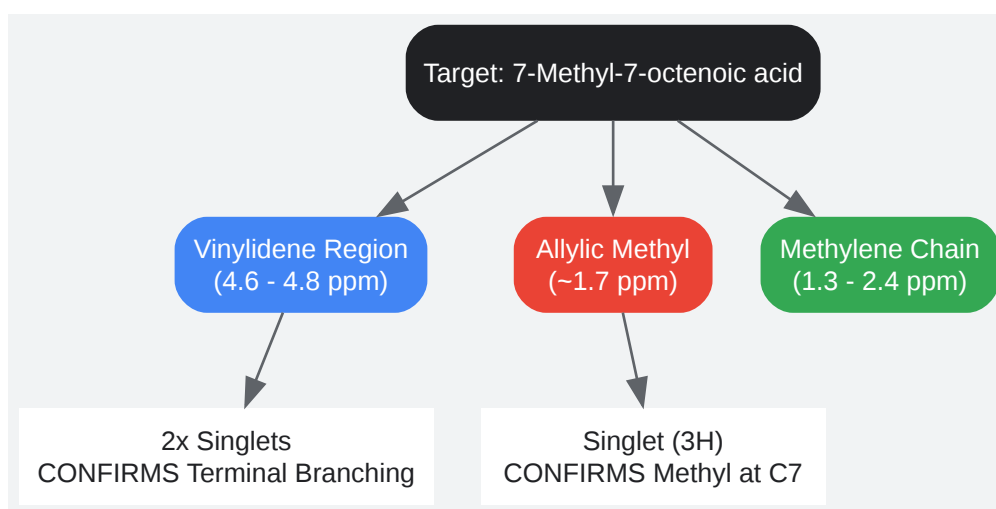 Target: 7-Methyl-7-octenoic acid
Vinylidene Region
(4.6 - 4.8 ppm)
Allylic Methyl
(~1.7 ppm)
Methylene Chain
(1.3 - 2.4 ppm)
2x Singlets
CONFIRMS Terminal Branching
Singlet (3H)
CONFIRMS Methyl at C7